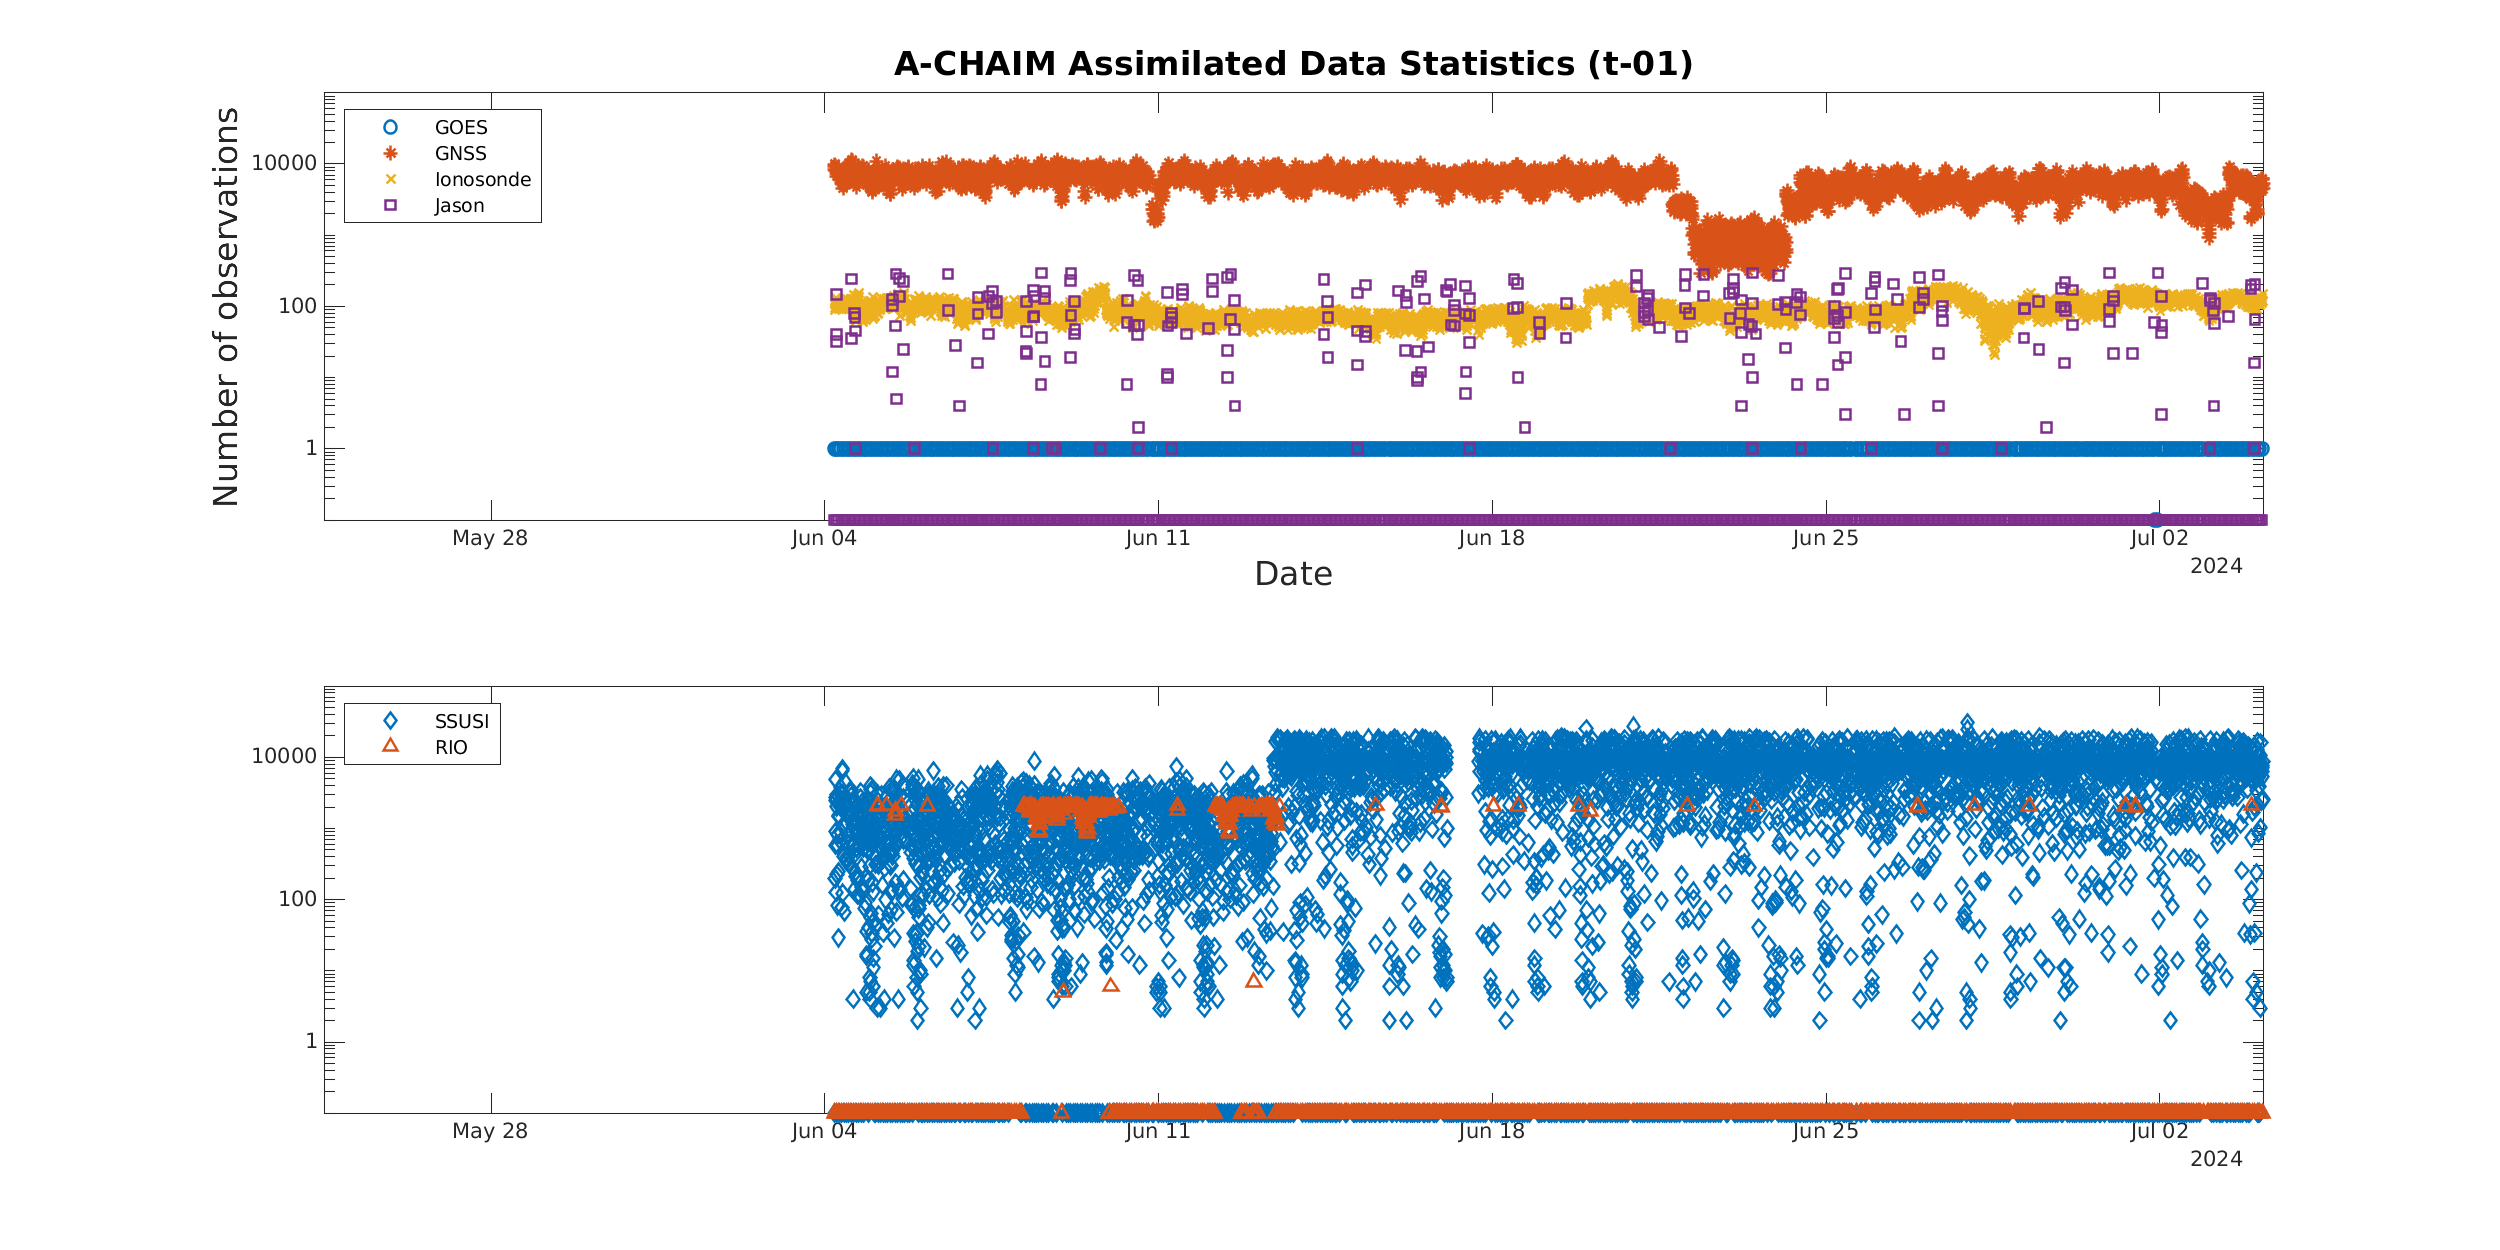 A-CHAIM Assimilated Data Statistics (t-01)
Number of observations
10000
100
1
GOES
GNSS
Ionosonde
Jason
May 28
Jun 04
Jun 11
Jun 18
Jun 25
Jul 02
2024
Date
10000
100
1
SSUSI
RIO
May 28
Jun 04
Jun 11
Jun 18
Jun 25
Jul 02
2024